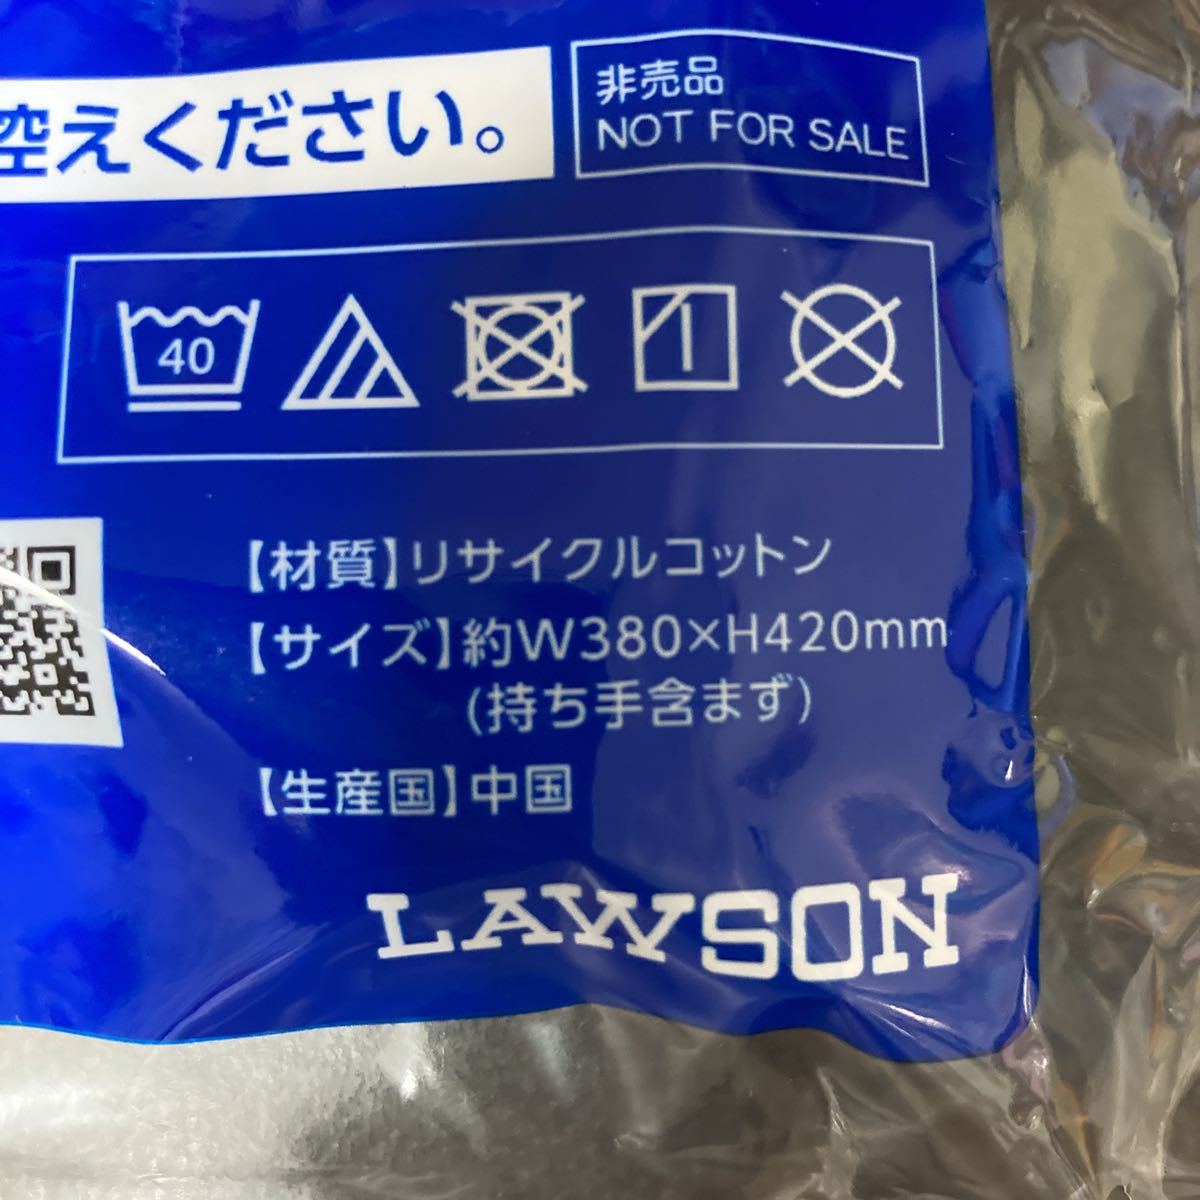 控えください。
非売品
NOT FOR SALE
40
【材質】リサイクルコットン
【サイズ】約W380×H420mm
(持ち手含まず)
【生産国】中国
LAWSON